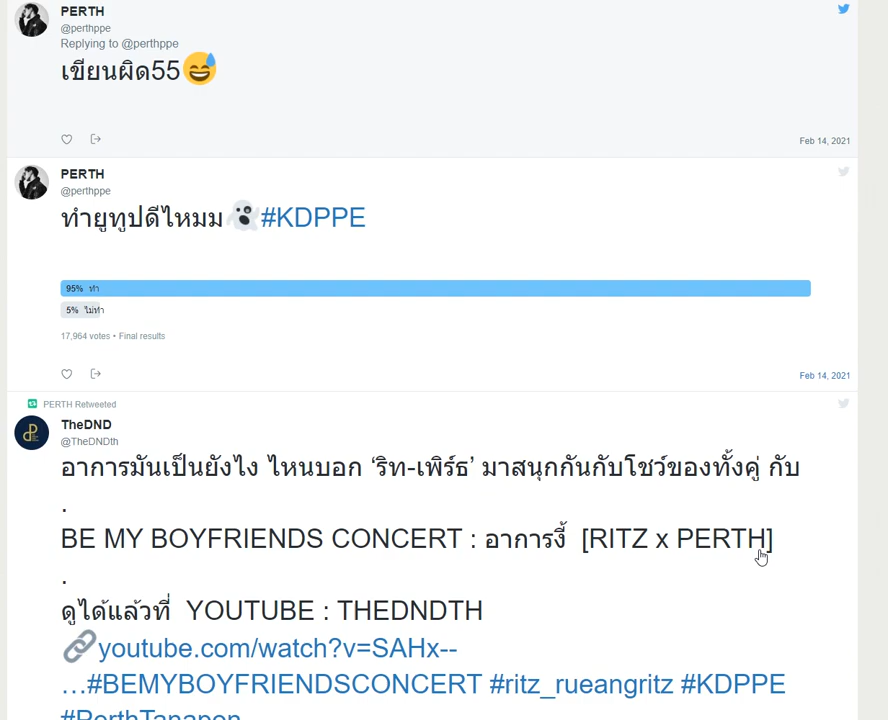 PERTH
@perthppe
Replying to @perthppe
เขียนผิด55😅
Feb 14, 2021
PERTH
@perthppe
ทำยูทูปดีไหมม👻#KDPPE
95% ทำ
5% ไม่ทำ
17,964 votes • Final results
Feb 14, 2021
PERTH Retweeted
TheDND
@TheDNDth
อาการมันเป็นยังไง ไหนบอก ‘ริท-เพิร์ธ’ มาสนุกกันกับโชว์ของทั้งคู่ กับ
.
BE MY BOYFRIENDS CONCERT : อาการงี้ [RITZ x PERTH]
.
ดูได้แล้วที่ YOUTUBE : THEDNDTH
🔗youtube.com/watch?v=SAHx--
…#BEMYBOYFRIENDSCONCERT #ritz_rueangritz #KDPPE
#PerthTanapon